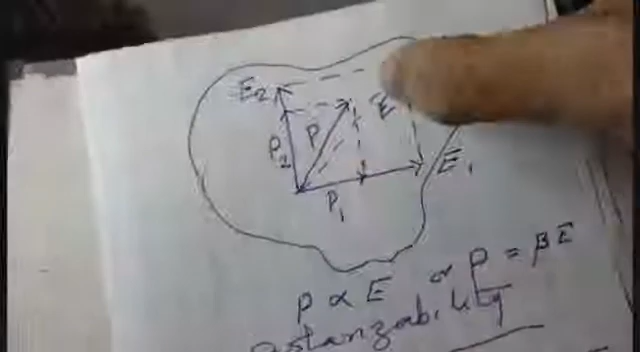 E₂ E
P
P₂ E₁
P₁
P ∝ E or P = βE